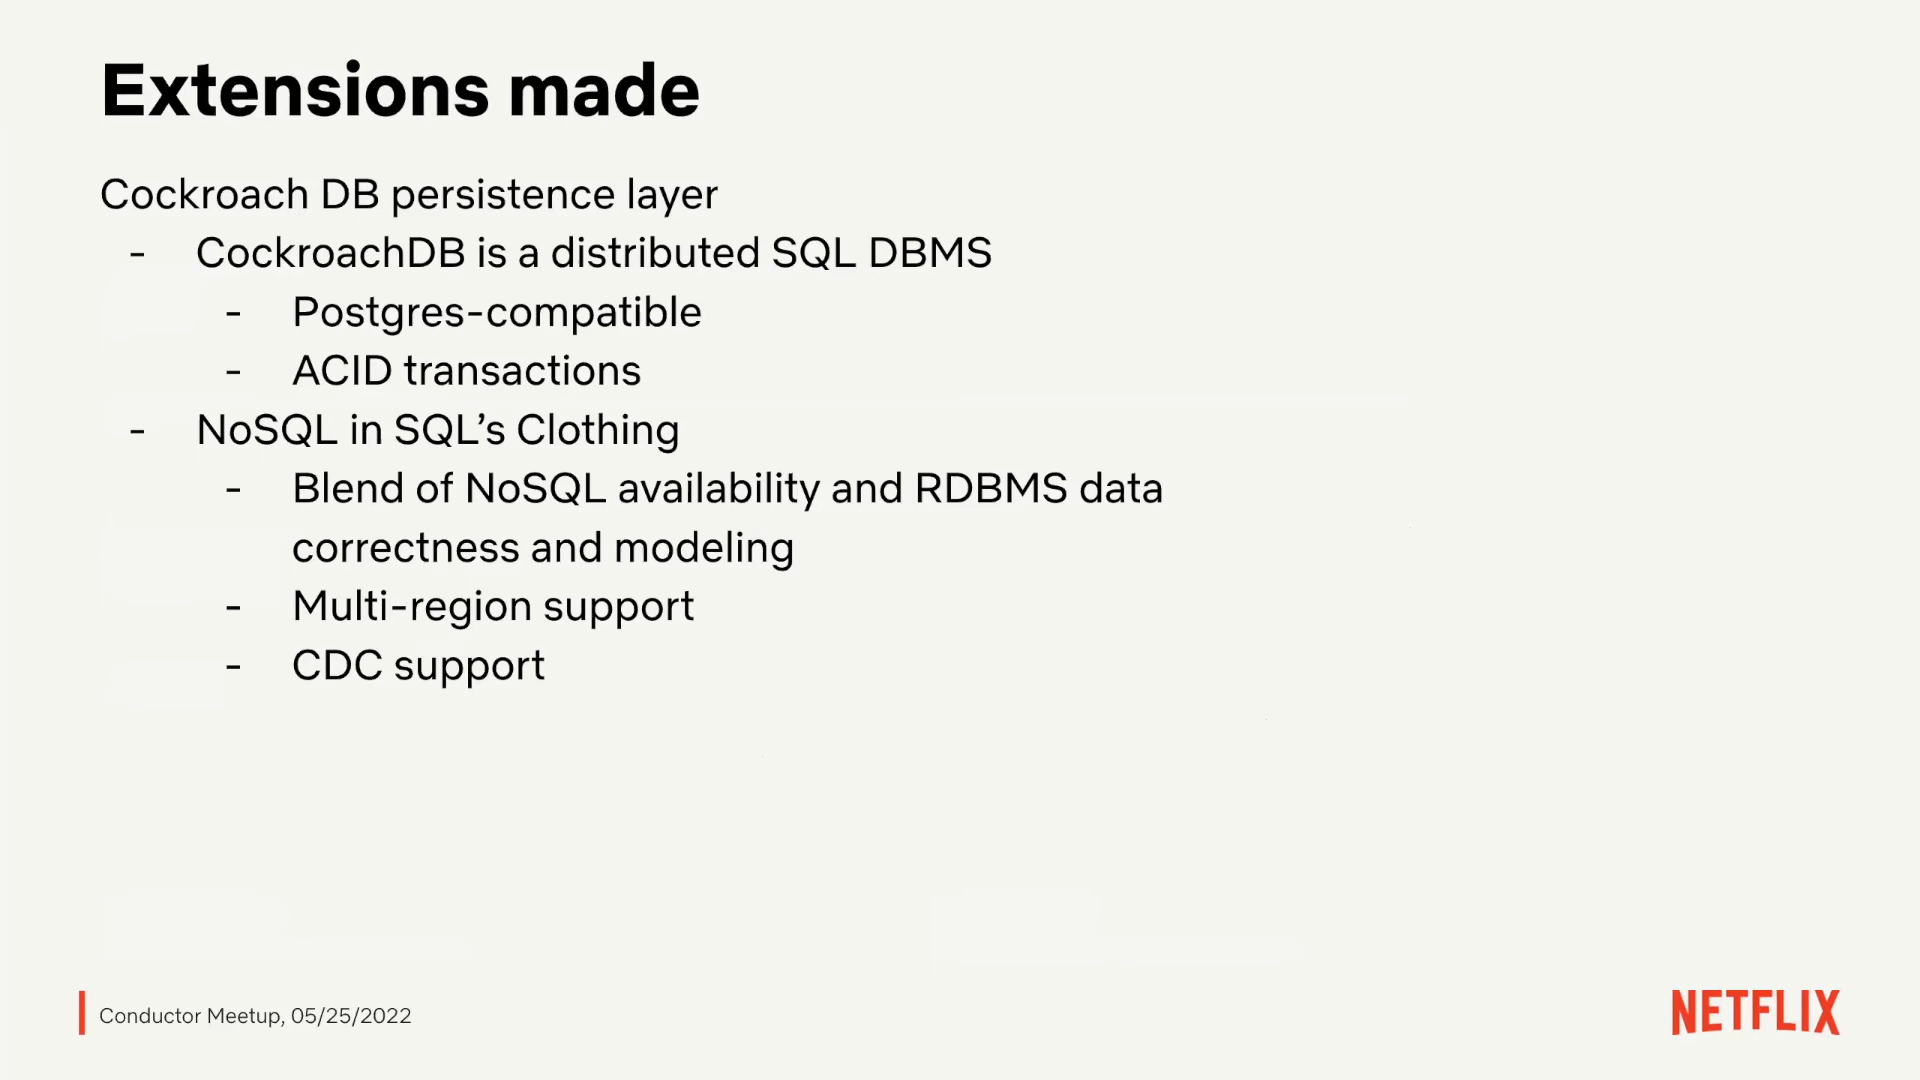 Extensions made
Cockroach DB persistence layer
- CockroachDB is a distributed SQL DBMS
- Postgres-compatible
- ACID transactions
- NoSQL in SQL’s Clothing
- Blend of NoSQL availability and RDBMS data
correctness and modeling
- Multi-region support
- CDC support
Conductor Meetup, 05/25/2022
NETFLIX